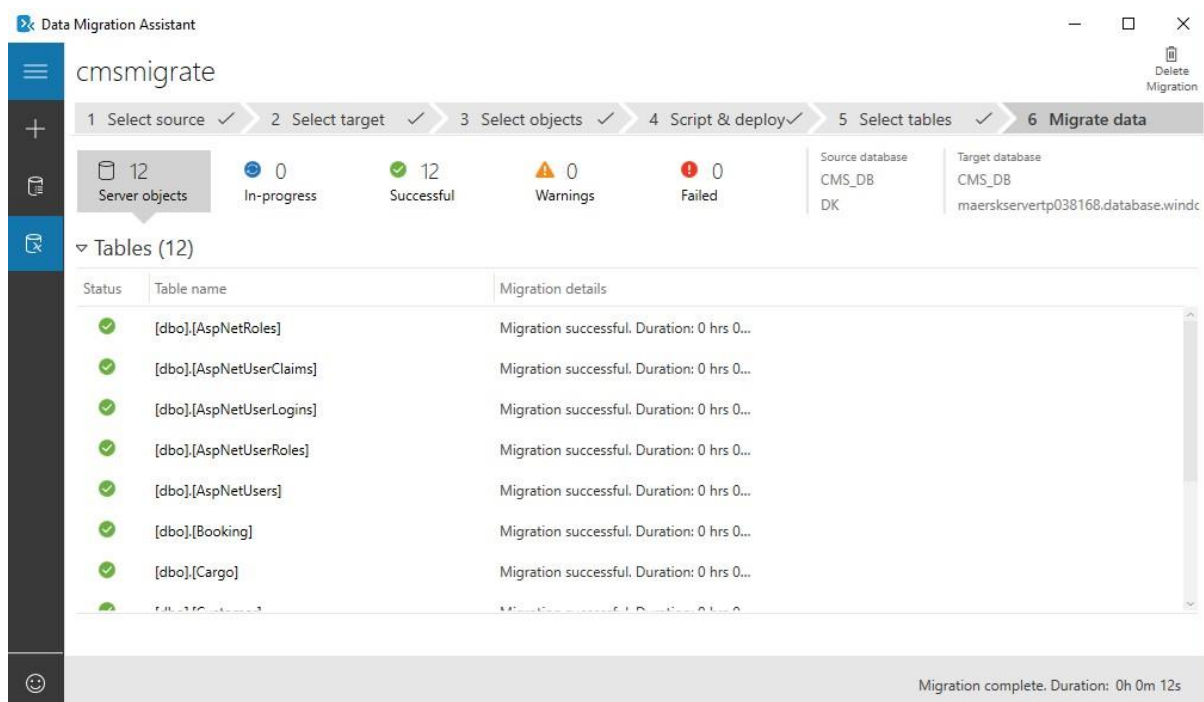 Data Migration Assistant
cmsmigrate
Delete
Migration
1 Select source
2 Select target
3 Select objects
4 Script & deploy
5 Select tables
6 Migrate data
12
Server objects
0
In-progress
12
Successful
0
Warnings
0
Failed
Source database
CMS_DB
DK
Target database
CMS_DB
maerskservertp038168.database.windo
Tables (12)
Status Table name Migration details
[dbo].[AspNetRoles] Migration successful. Duration: 0 hrs 0...
[dbo].[AspNetUserClaims] Migration successful. Duration: 0 hrs 0...
[dbo].[AspNetUserLogins] Migration successful. Duration: 0 hrs 0...
[dbo].[AspNetUserRoles] Migration successful. Duration: 0 hrs 0...
[dbo].[AspNetUsers] Migration successful. Duration: 0 hrs 0...
[dbo].[Booking] Migration successful. Duration: 0 hrs 0...
[dbo].[Cargo] Migration successful. Duration: 0 hrs 0...
Migration complete. Duration: 0h 0m 12s